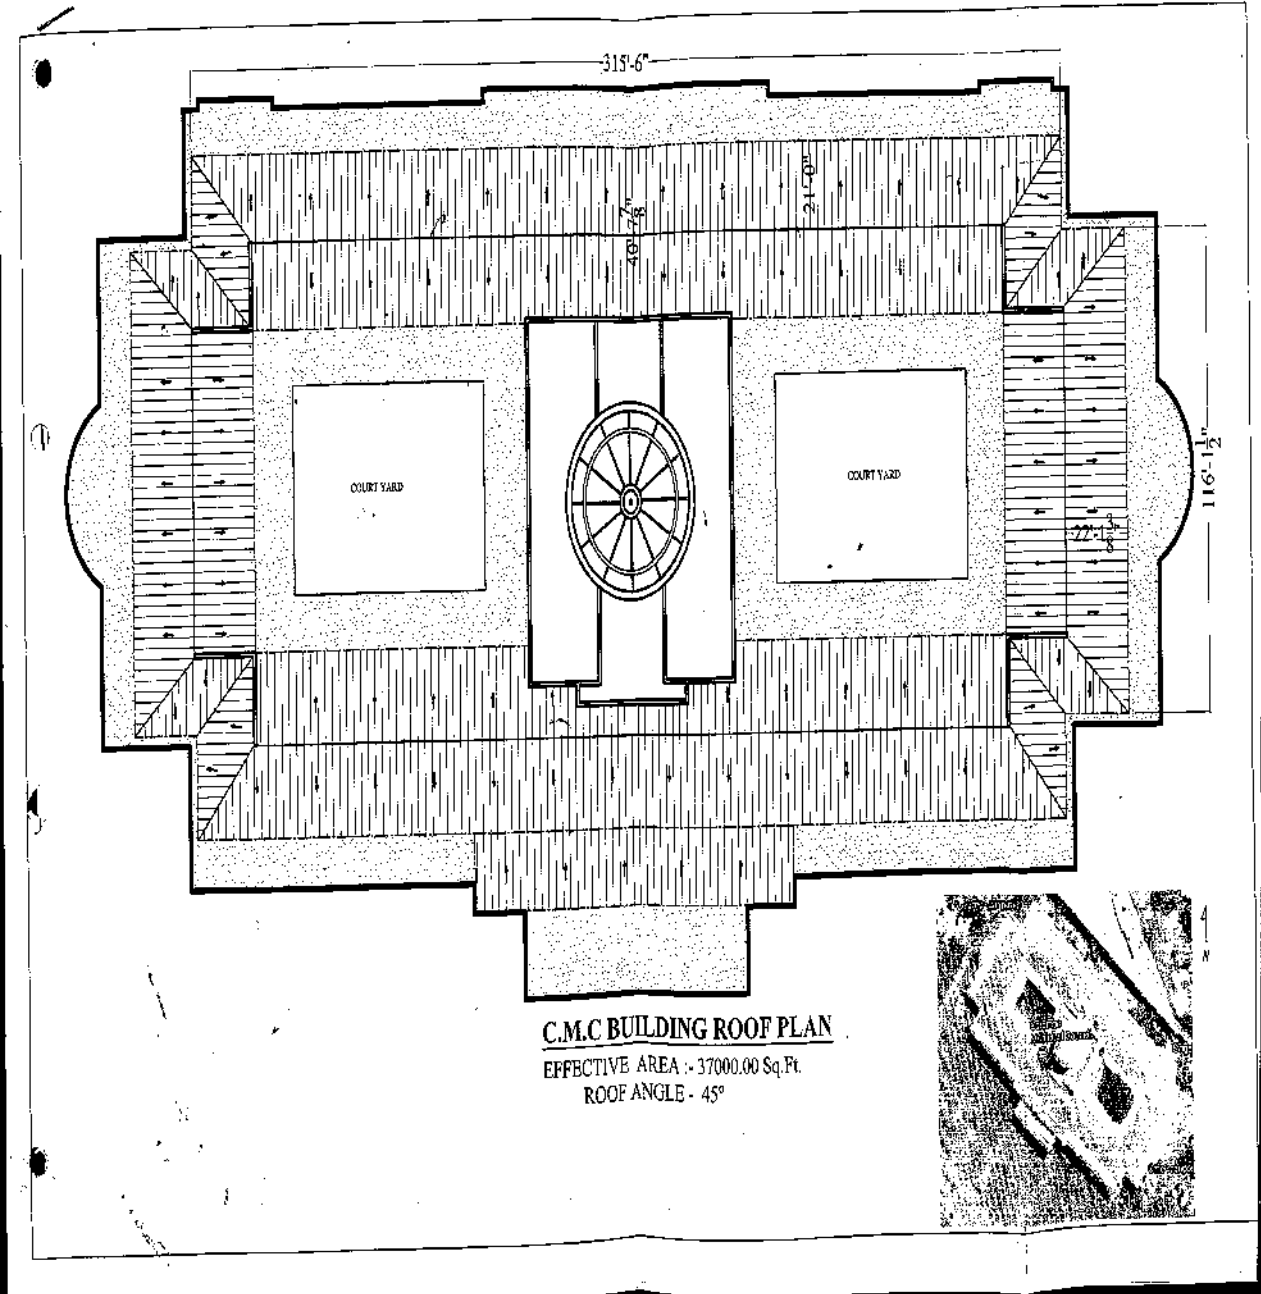 315'-6"
21'-0"
40'-7 7/8"
COURT YARD
COURT YARD
116'-1 1/2"
22'-1 3/8"
C.M.C BUILDING ROOF PLAN
EFFECTIVE AREA :- 37000.00 Sq.Ft.
ROOF ANGLE - 45°
N